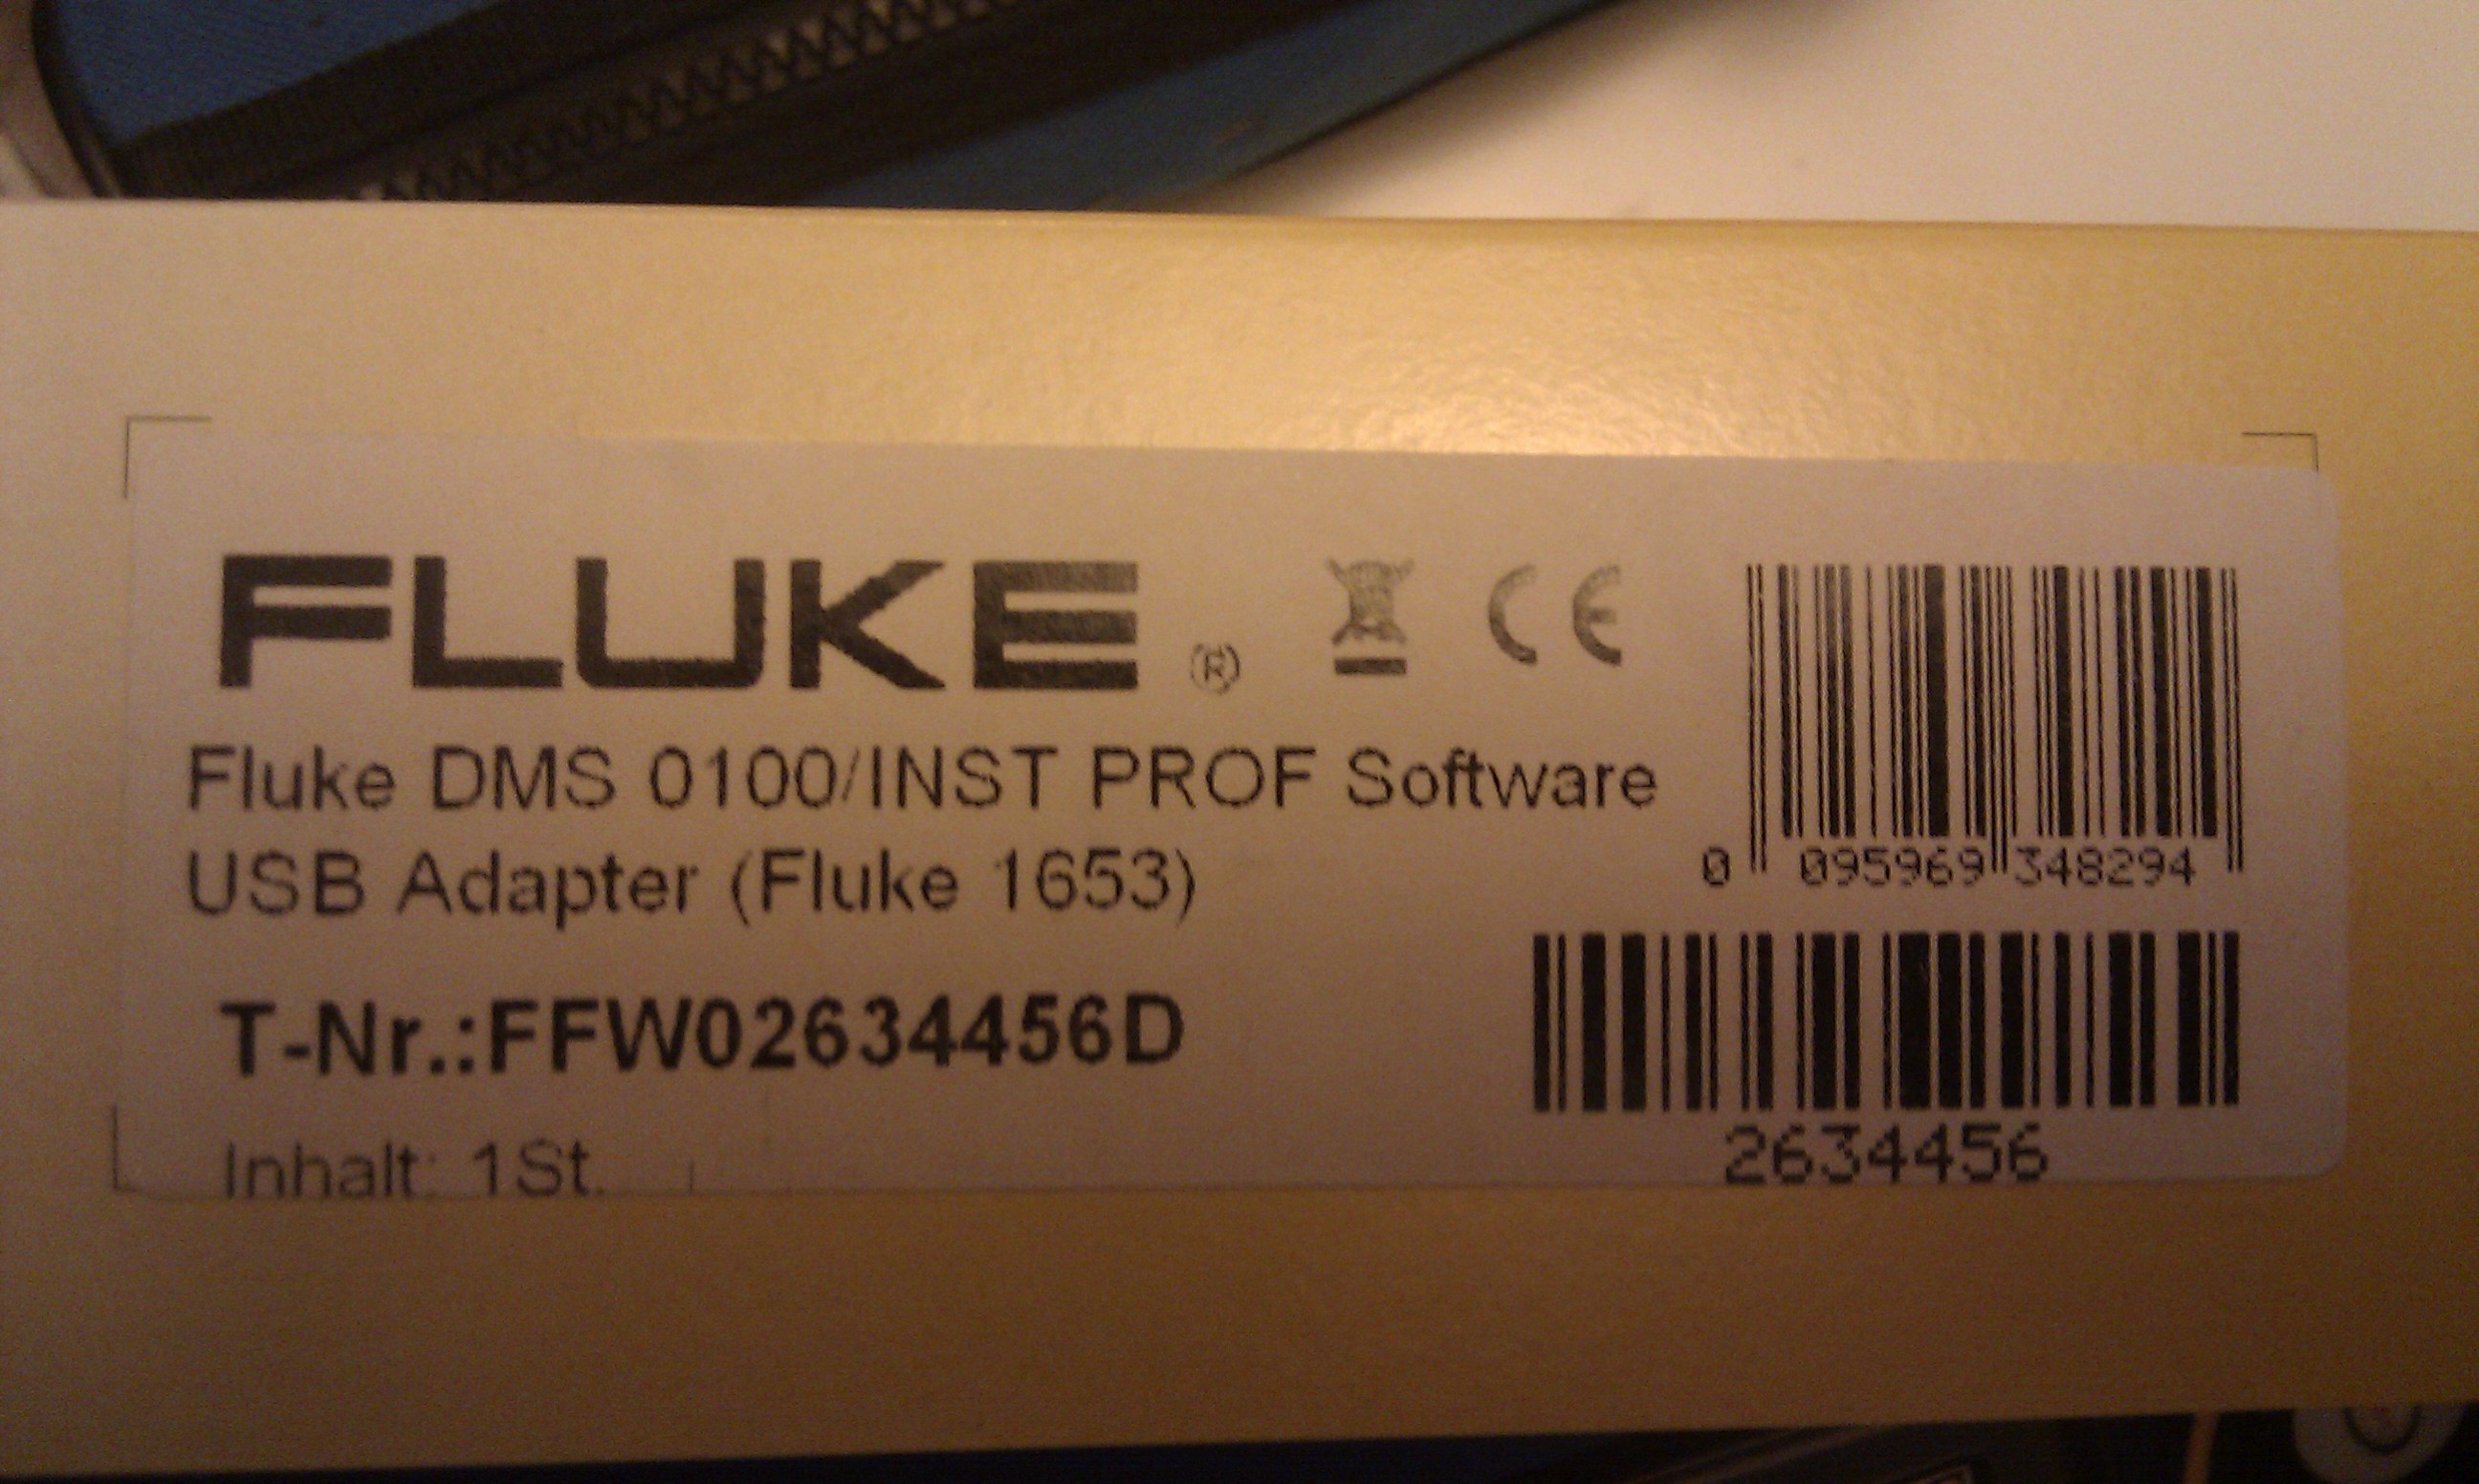 FLUKE ®
CE
Fluke DMS 0100/INST PROF Software
USB Adapter (Fluke 1653)
T-Nr.:FFW02634456D
Inhalt: 1St.
0 095969 348294
2634456